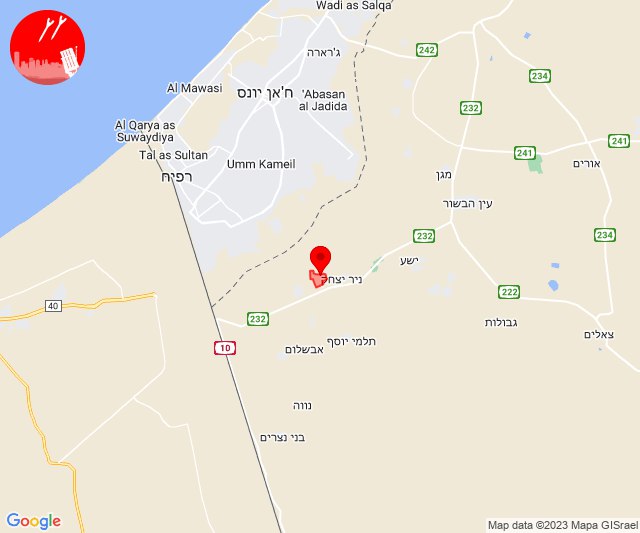 Wadi as Salqa
ג'רארה
242
234
Al Mawasi
ח'אן יונס
'Abasan
al Jadida
232
Al Qarya as
Suwaydiya
241
241
Tal as Sultan
Umm Kameil
אורים
רפיח
מגן
עין הבשור
232
234
ישע
ניר יצחק
222
40
232
גבולות
צאלים
10
אבשלום
תלמי יוסף
נווה
בני נצרים
Google
Map data ©2023 Mapa GISrael